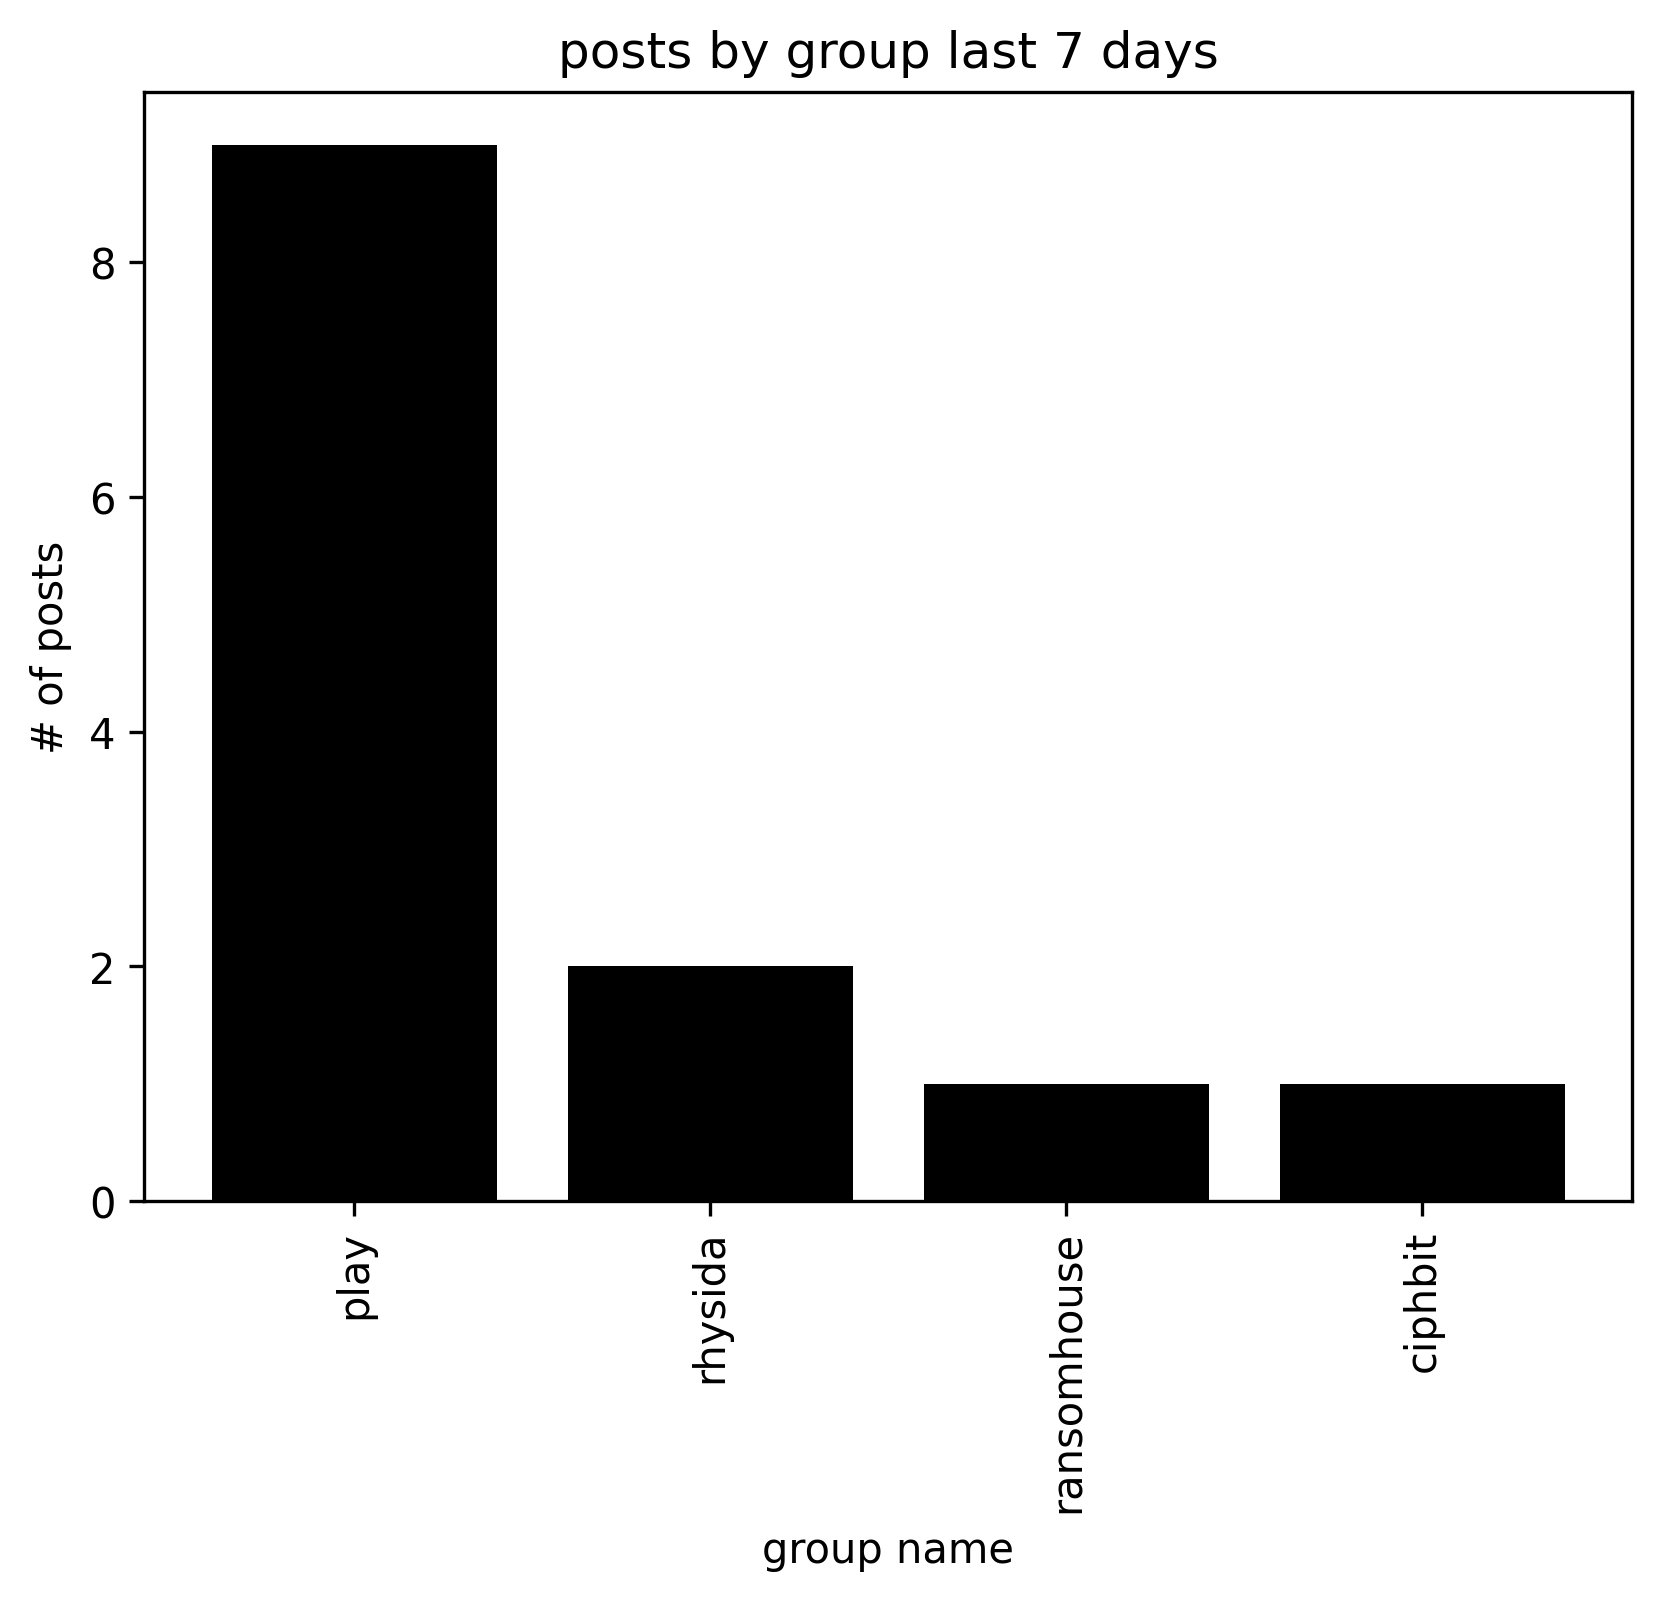 posts by group last 7 days
8
6
4
2
0
# of posts
play
rhysida
ransomhouse
ciphbit
group name